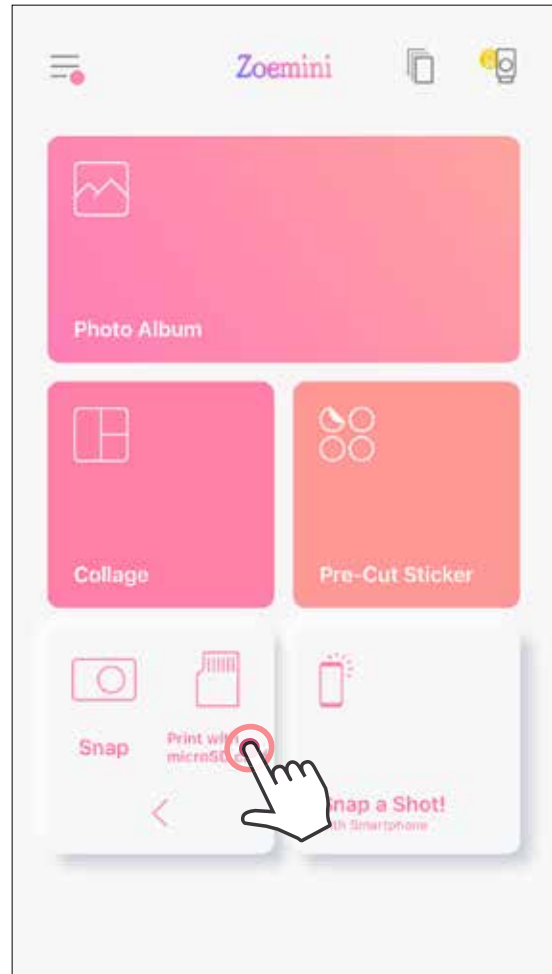 Zoemini
Photo Album
Collage
Pre-Cut Sticker
Snap
Print with
microSD
Snap a Shot!
with Smartphone